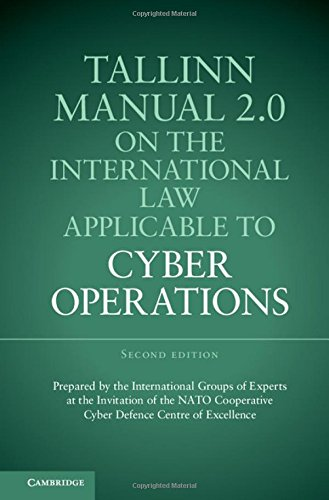 TALLINN
MANUAL 2.0
ON THE
INTERNATIONAL
LAW
APPLICABLE TO
CYBER
OPERATIONS
SECOND EDITION
Prepared by the International Groups of Experts
at the Invitation of the NATO Cooperative
Cyber Defence Centre of Excellence
CAMBRIDGE